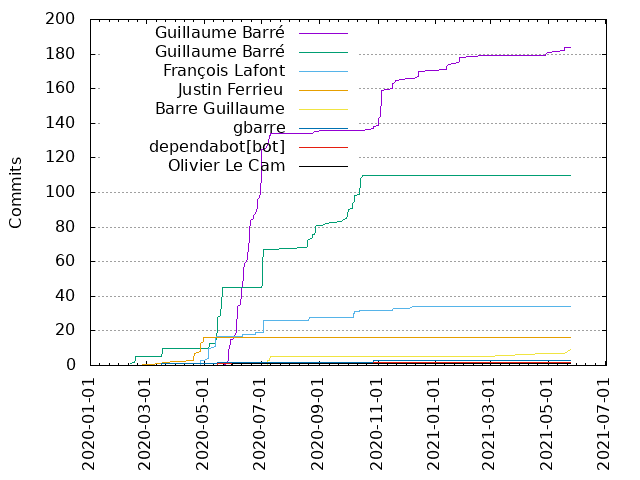 200
180
160
140
120
100
80
60
40
20
0
Commits
Guillaume Barré
Guillaume Barré
François Lafont
Justin Ferrieu
Barre Guillaume
gbarre
dependabot[bot]
Olivier Le Cam
2020-01-01
2020-03-01
2020-05-01
2020-07-01
2020-09-01
2020-11-01
2021-01-01
2021-03-01
2021-05-01
2021-07-01